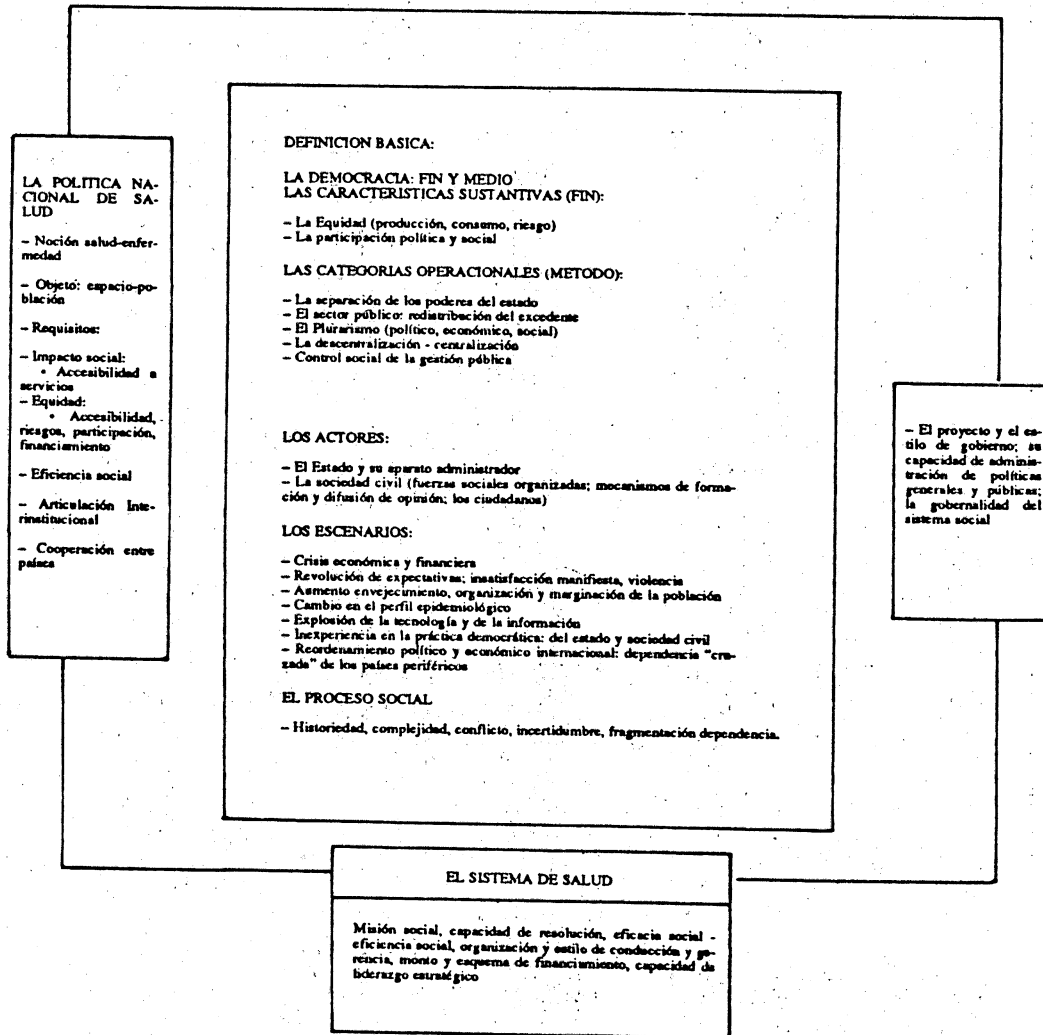 LA POLITICA NA-
CIONAL DE SA-
LUD
– Noción salud-enfer-
medad
– Objeto: espacio-po-
blación
– Requisitos:
– Impacto social:
• Accesibilidad a
servicios
– Equidad:
• Accesibilidad,
riesgos, participación,
financiamiento
– Eficiencia social
– Articulación Inte-
rinstitucional
– Cooperación entre
países
DEFINICION BASICA:
LA DEMOCRACIA: FIN Y MEDIO
LAS CARACTERISTICAS SUSTANTIVAS (FIN):
– La Equidad (producción, consumo, riesgo)
– La participación política y social
LAS CATEGORIAS OPERACIONALES (METODO):
– La separación de los poderes del estado
– El sector público: redistribución del excedente
– El Plurarismo (político, económico, social)
– La descentralización - centralización
– Control social de la gestión pública
LOS ACTORES:
– El Estado y su aparato administrador
– La sociedad civil (fuerzas sociales organizadas; mecanismos de forma-
ción y difusión de opinión; los ciudadanos)
LOS ESCENARIOS:
– Crisis económica y financiera
– Revolución de expectativas; insatisfacción manifiesta, violencia
– Aumento envejecimiento, organización y marginación de la población
– Cambio en el perfil epidemiológico
– Explosión de la tecnología y de la información
– Inexperiencia en la práctica democrática: del estado y sociedad civil
– Reordenamiento político y económico internacional: dependencia "cru-
zada" de los países periféricos
EL PROCESO SOCIAL
– Historiedad, complejidad, conflicto, incertidumbre, fragmentación dependencia.
– El proyecto y el es-
tilo de gobierno; su
capacidad de adminis-
tración de políticas
generales y públicas;
la gobernalidad del
sistema social
EL SISTEMA DE SALUD
Misión social, capacidad de resolución, eficacia social -
eficiencia social, organización y estilo de conducción y ge-
rencia, monto y esquema de financiamiento, capacidad de
liderazgo estratégico